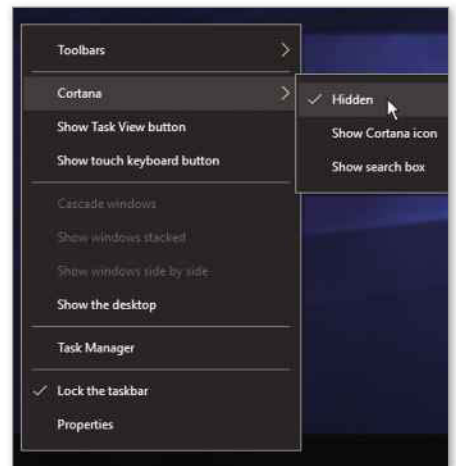 Toolbars
Cortana
Hidden
Show Cortana icon
Show search box
Show Task View button
Show touch keyboard button
Cascade windows
Show windows stacked
Show windows side by side
Show the desktop
Task Manager
Lock the taskbar
Properties